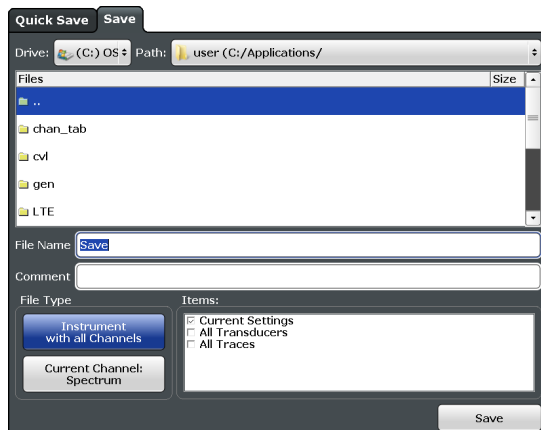 Quick Save Save
Drive: (C:) OS Path: user (C:/Applications/
Files Size
..
chan_tab
cvl
gen
LTE
File Name Save
Comment
File Type Items:
Instrument
with all Channels
Current Channel:
Spectrum
Current Settings
All Transducers
All Traces
Save